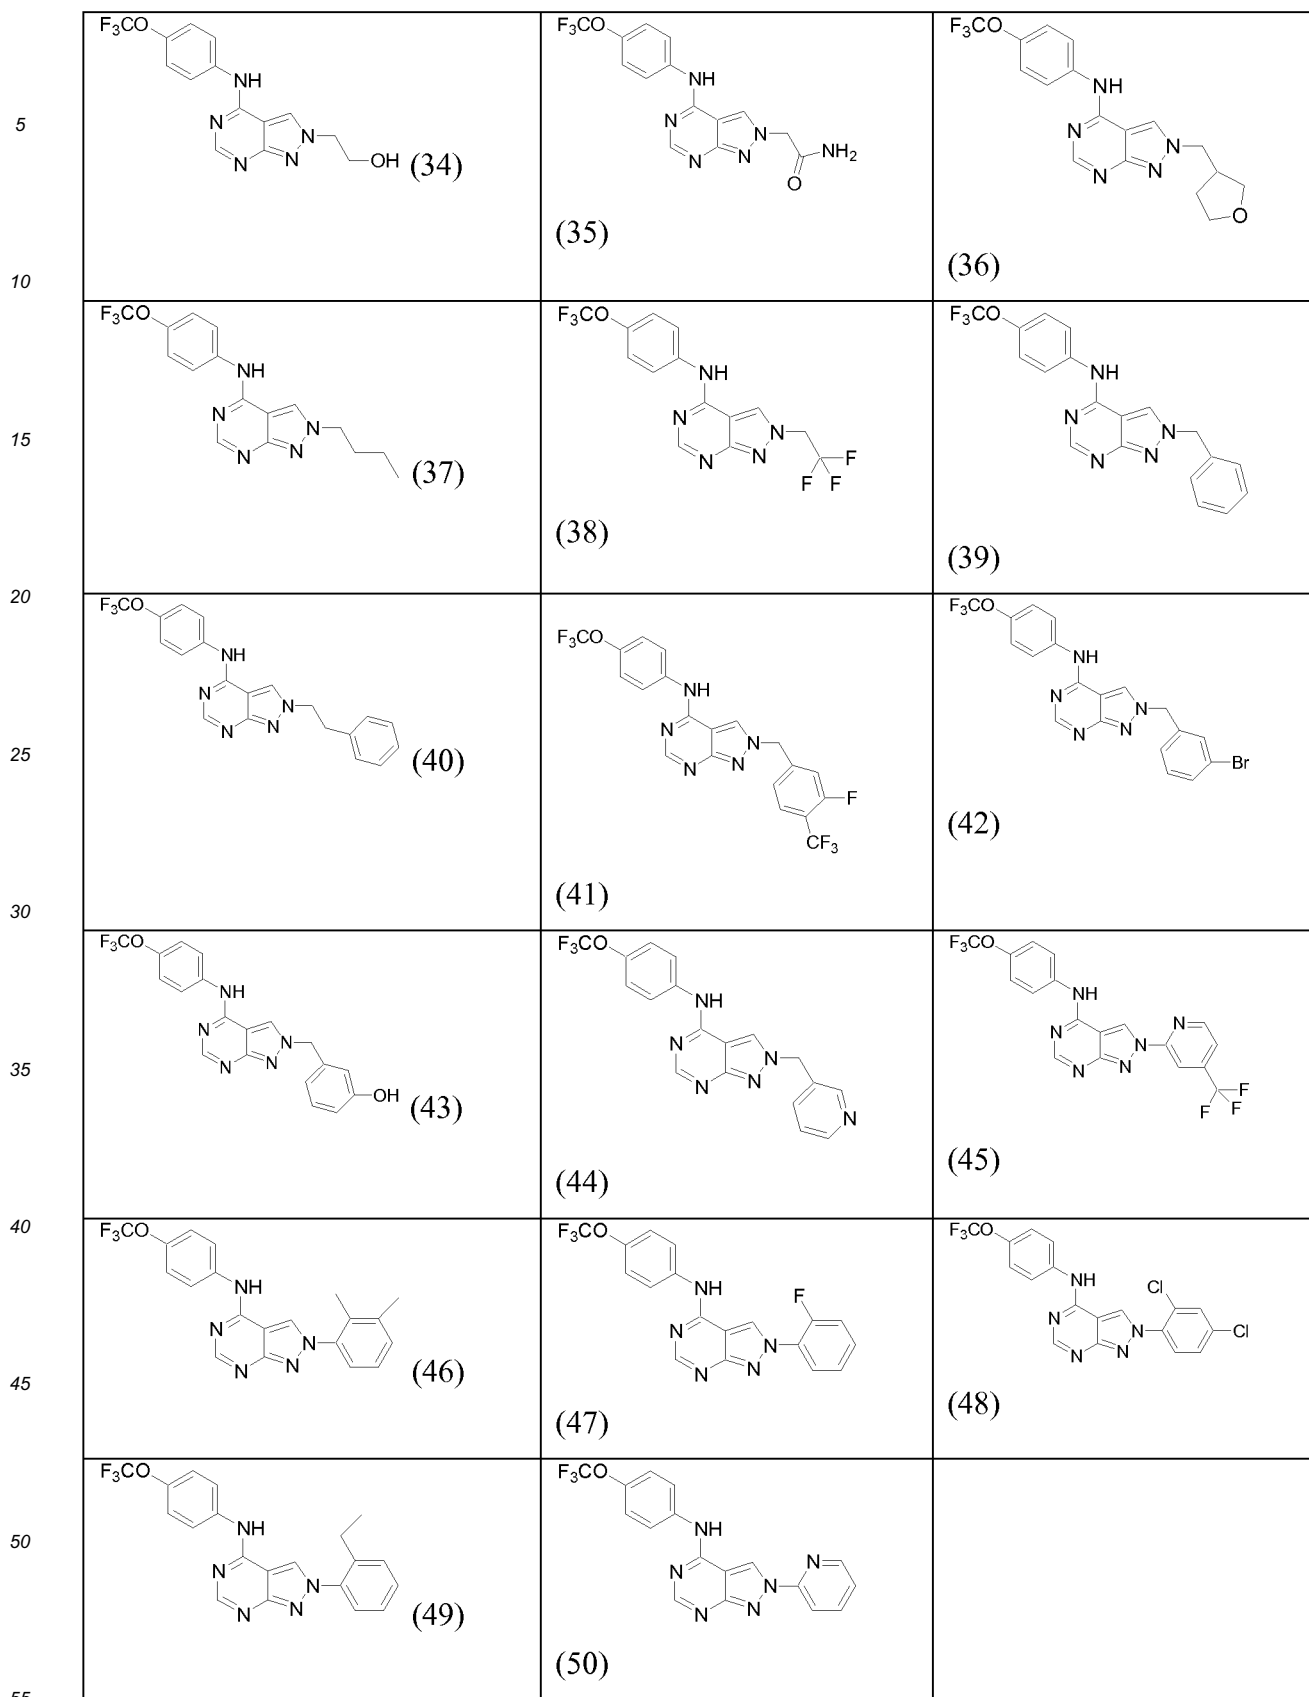 F₃CO NH N N N N OH (34)
F₃CO NH N N N N O NH₂ (35)
F₃CO NH N N N N O (36)
5
10
F₃CO NH N N N N (37)
F₃CO NH N N N N F F F (38)
F₃CO NH N N N N (39)
15
20
F₃CO NH N N N N (40)
F₃CO NH N N N N F CF₃ (41)
F₃CO NH N N N N Br (42)
25
30
F₃CO NH N N N N OH (43)
F₃CO NH N N N N N (44)
F₃CO NH N N N N N F F F (45)
35
40
F₃CO NH N N N N (46)
F₃CO NH N N N N F (47)
F₃CO NH N N N N Cl Cl (48)
45
F₃CO NH N N N N (49)
F₃CO NH N N N N N (50)
50
55